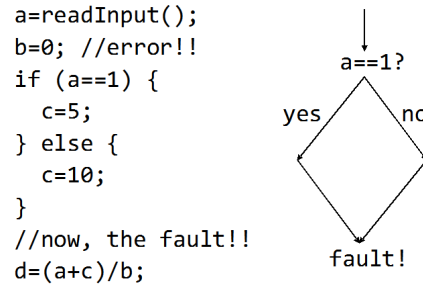 a=readInput();
b=0; //error!!
if (a==1) {
c=5;
} else {
c=10;
}
//now, the fault!!
d=(a+c)/b;
a==1?
yes
no
fault!